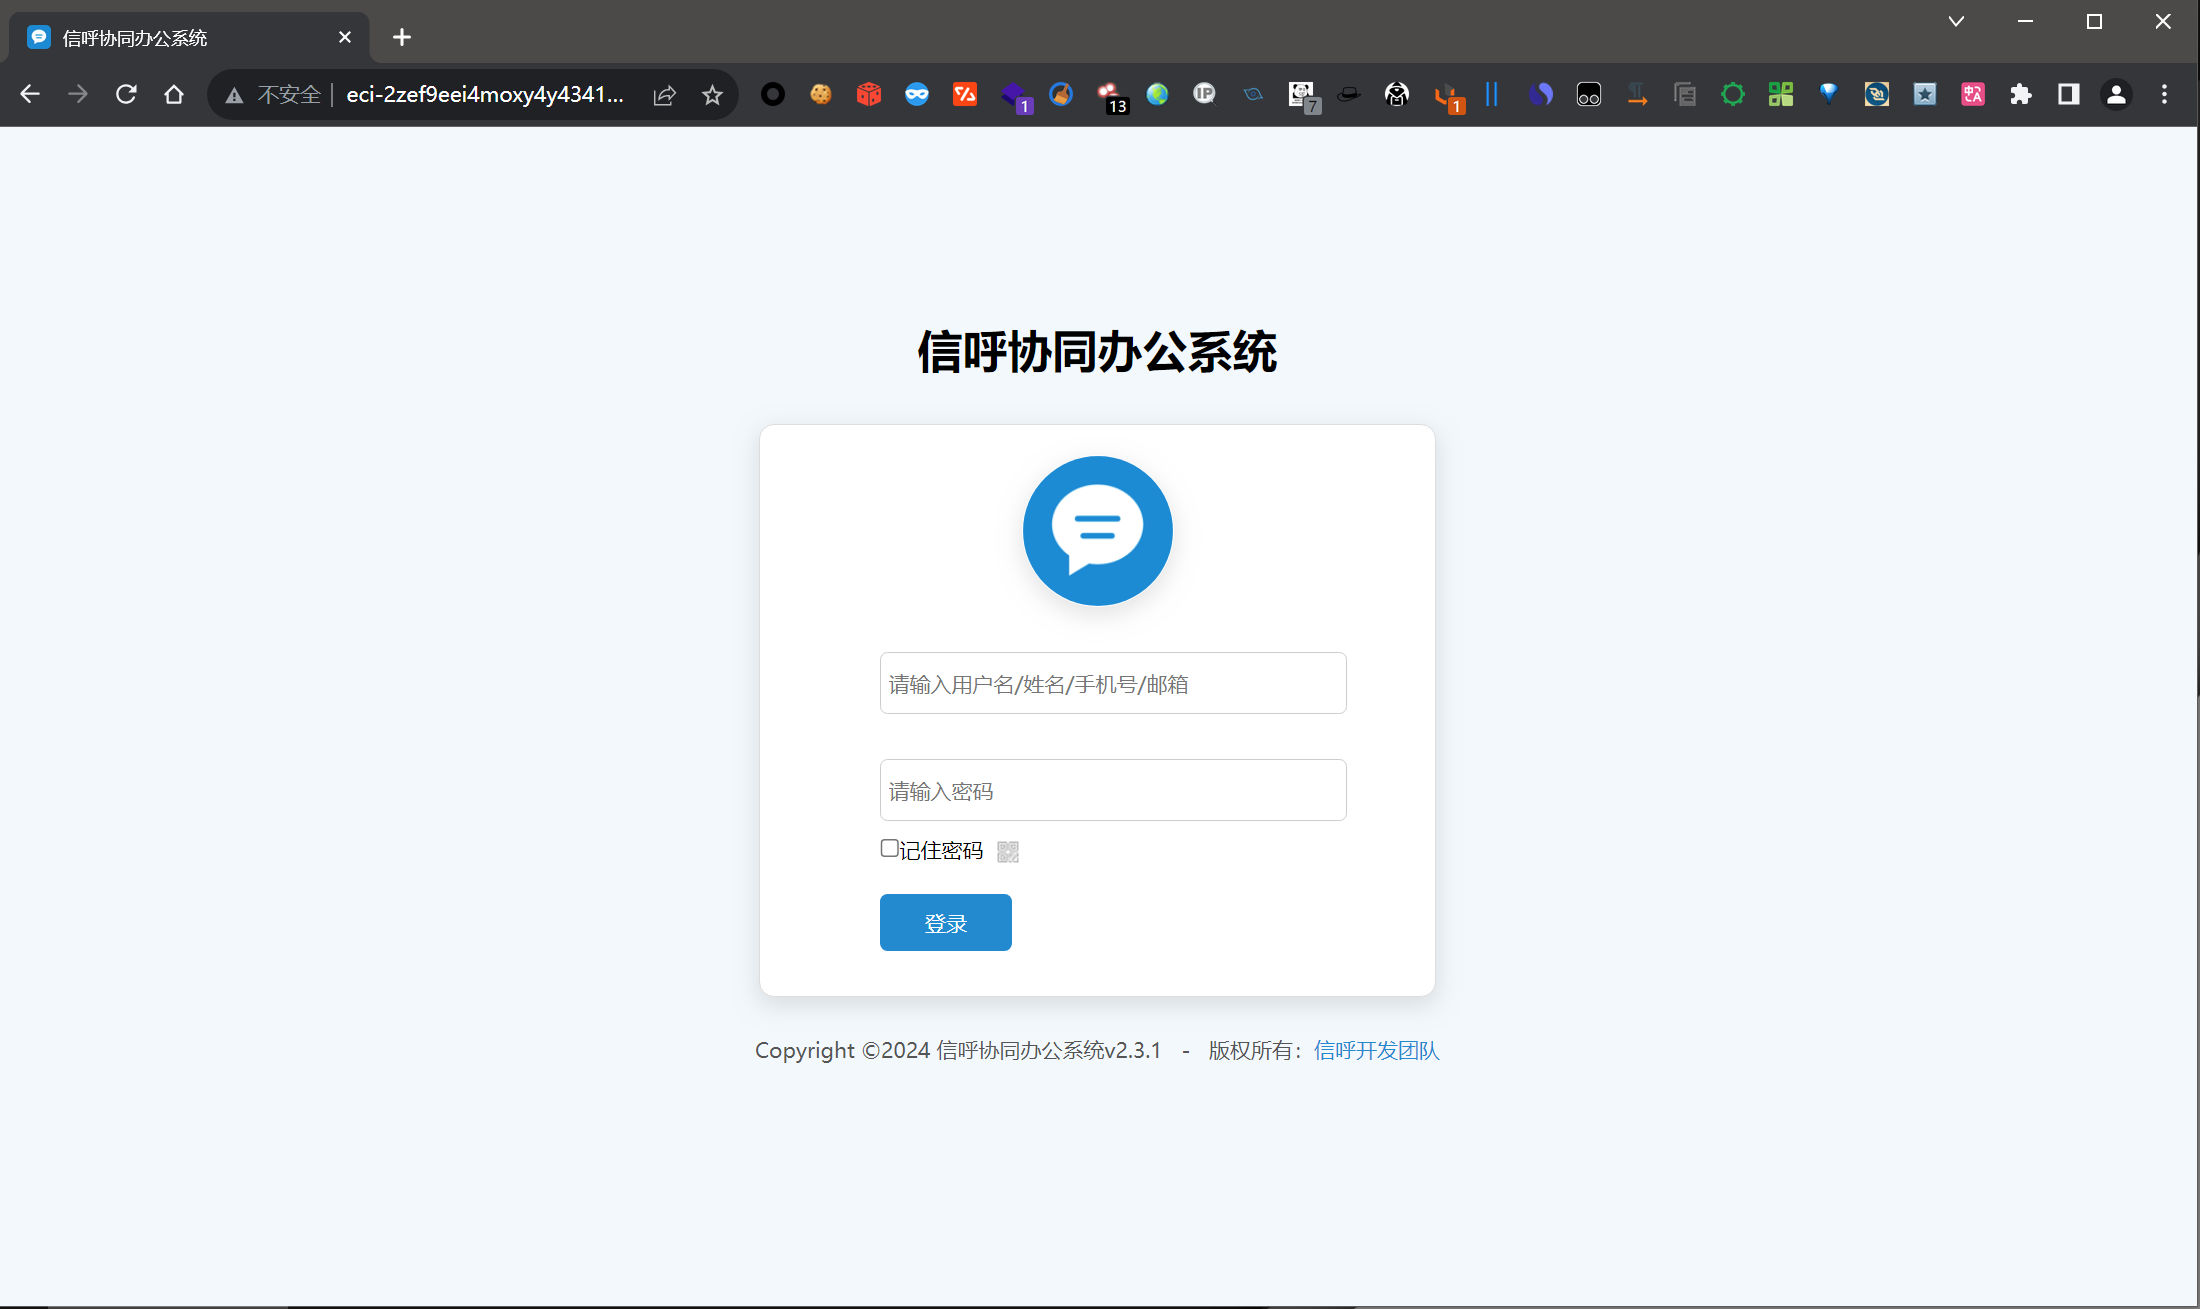 信呼协同办公系统
不安全 eci-2zef9eei4moxy4y4341...
1
13
IP
7
1
中A
信呼协同办公系统
请输入用户名/姓名/手机号/邮箱
请输入密码
记住密码
登录
Copyright ©2024 信呼协同办公系统v2.3.1 - 版权所有：信呼开发团队